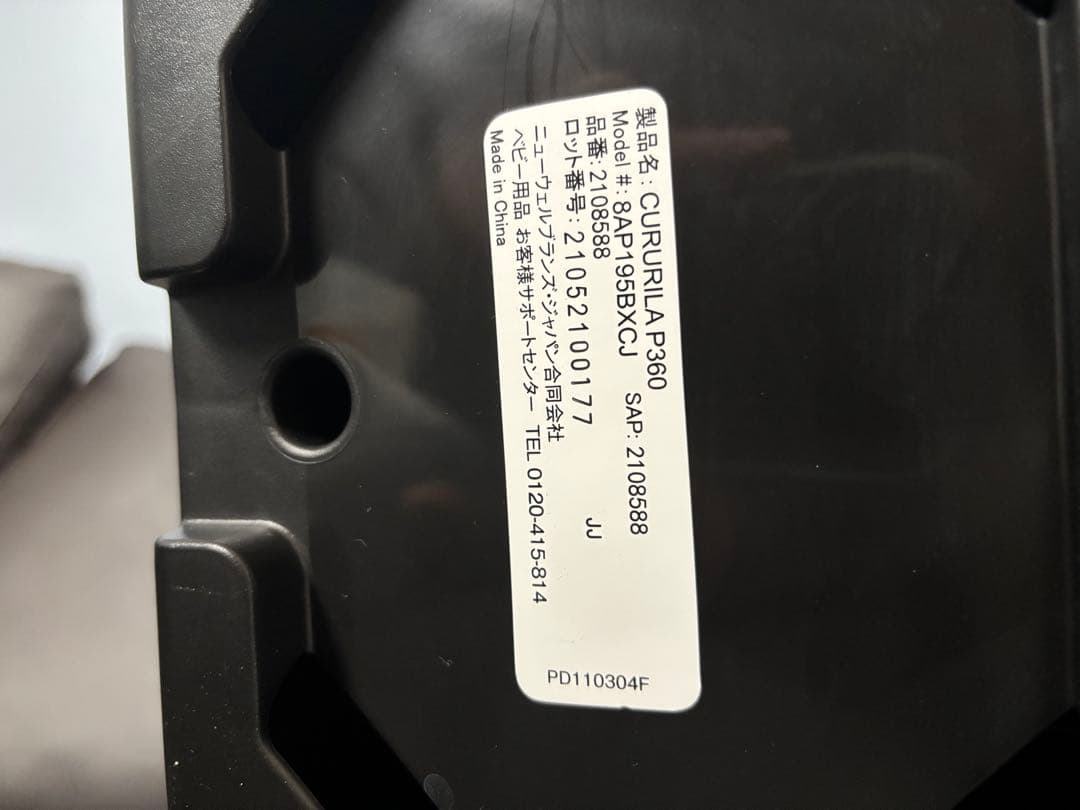 製品名: CURURILA P360
Model #: 8AP195BXCJ SAP: 2108588
品番: 2108588
ロット番号: 21052100177 JJ
ニューウェルブランズ・ジャパン合同会社
ベビー用品 お客様サポートセンター TEL 0120-415-814
Made in China
PD110304F